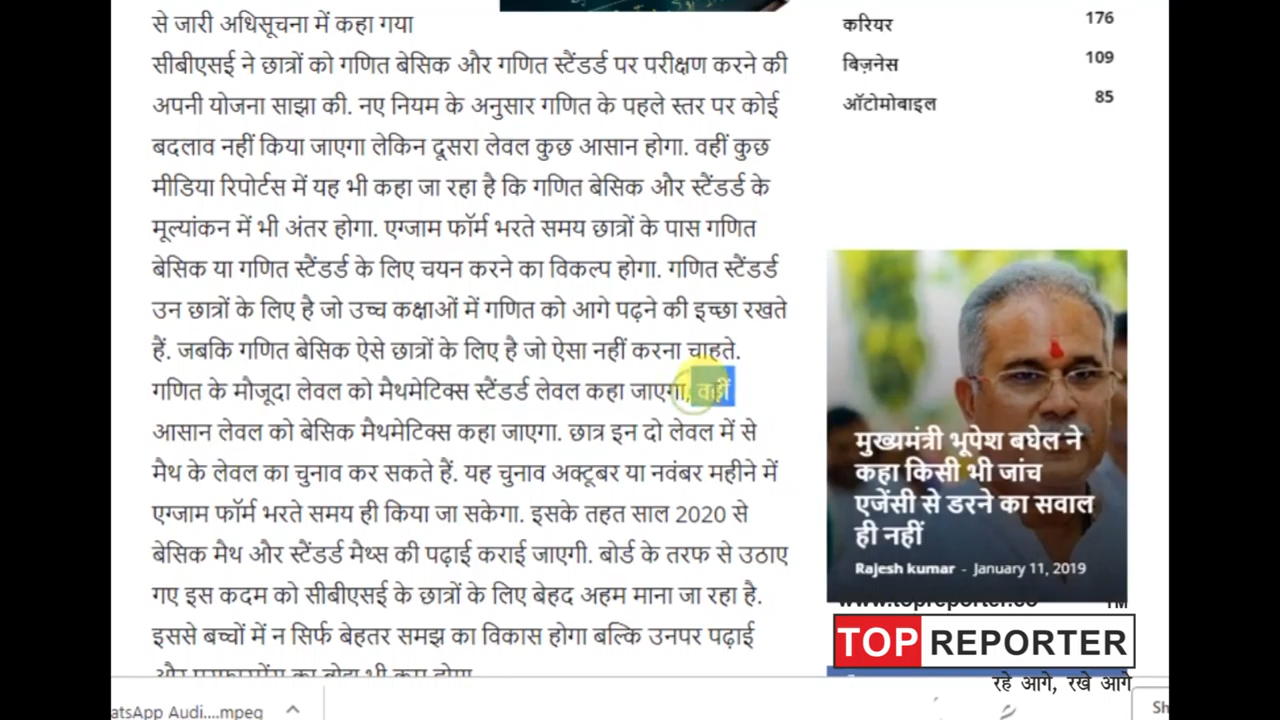 से जारी अधिसूचना में कहा गया
सीबीएसई ने छात्रों को गणित बेसिक और गणित स्टैंडर्ड पर परीक्षण करने की
अपनी योजना साझा की. नए नियम के अनुसार गणित के पहले स्तर पर कोई
बदलाव नहीं किया जाएगा लेकिन दूसरा लेवल कुछ आसान होगा. वहीं कुछ
मीडिया रिपोर्टस में यह भी कहा जा रहा है कि गणित बेसिक और स्टैंडर्ड के
मूल्यांकन में भी अंतर होगा. एग्जाम फॉर्म भरते समय छात्रों के पास गणित
बेसिक या गणित स्टैंडर्ड के लिए चयन करने का विकल्प होगा. गणित स्टैंडर्ड
उन छात्रों के लिए है जो उच्च कक्षाओं में गणित को आगे पढ़ने की इच्छा रखते
हैं. जबकि गणित बेसिक ऐसे छात्रों के लिए है जो ऐसा नहीं करना चाहते.
गणित के मौजूदा लेवल को मैथमेटिक्स स्टैंडर्ड लेवल कहा जाएगा, वहीं
आसान लेवल को बेसिक मैथमेटिक्स कहा जाएगा. छात्र इन दो लेवल में से
मैथ के लेवल का चुनाव कर सकते हैं. यह चुनाव अक्टूबर या नवंबर महीने में
एग्जाम फॉर्म भरते समय ही किया जा सकेगा. इसके तहत साल 2020 से
बेसिक मैथ और स्टैंडर्ड मैथ्स की पढ़ाई कराई जाएगी. बोर्ड के तरफ से उठाए
गए इस कदम को सीबीएसई के छात्रों के लिए बेहद अहम माना जा रहा है.
इससे बच्चों में न सिर्फ बेहतर समझ का विकास होगा बल्कि उनपर पढ़ाई
करियर 176
बिज़नेस 109
ऑटोमोबाइल 85
मुख्यमंत्री भूपेश बघेल ने
कहा किसी भी जांच
एजेंसी से डरने का सवाल
ही नहीं
Rajesh kumar - January 11, 2019
www.topreporter.co TM
TOP REPORTER
रहे आगे, रखे आगे
atsApp Audi....mpeg
Sh